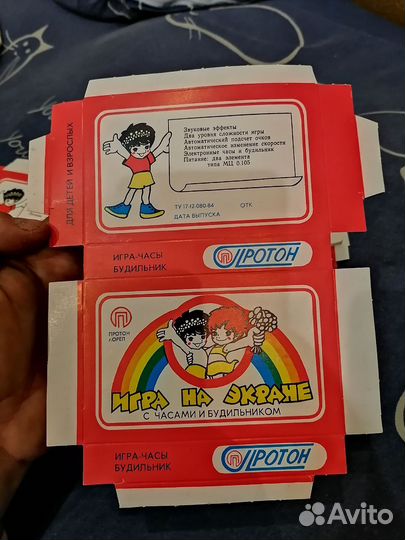 ДЛЯ ДЕТЕЙ И ВЗРОСЛЫХ
Звуковые эффекты
Два уровня сложности игры
Автоматический подсчет очков
Автоматическое изменение скорости
Электронные часы и будильник
Питание: два элемента
типа МЦ 0.105
ТУ 17-12-080-84 ОТК
ДАТА ВЫПУСКА
ИГРА-ЧАСЫ
БУДИЛЬНИК
ПРОТОН
ПРОТОН
г.ОРЕЛ
ИГРА НА ЭКРАНЕ
С ЧАСАМИ И БУДИЛЬНИКОМ
ИГРА-ЧАСЫ
БУДИЛЬНИК
ПРОТОН
Avito